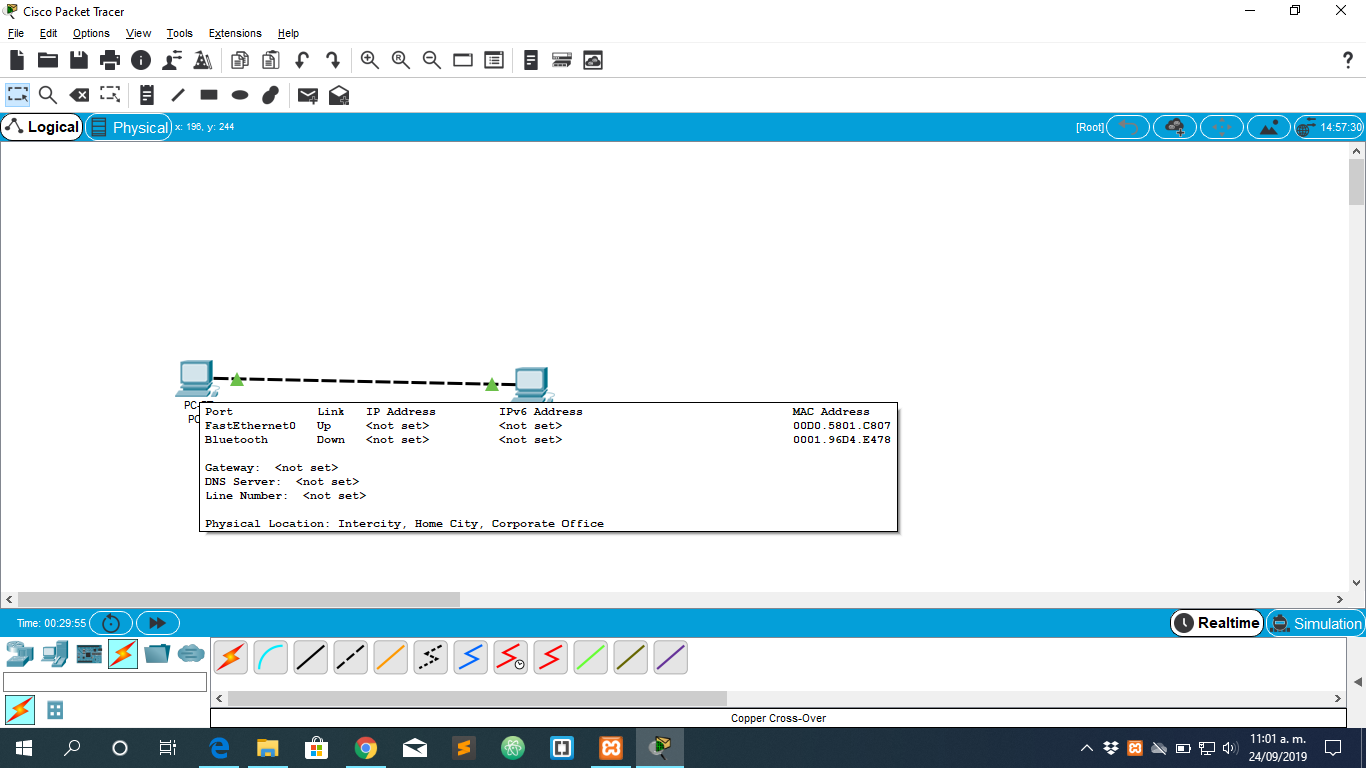 Cisco Packet Tracer
File Edit Options View Tools Extensions Help
Logical Physical x: 196, y: 244 [Root] 14:57:30
Port Link IP Address IPv6 Address MAC Address
FastEthernet0 Up <not set> <not set> 00D0.5801.C807
Bluetooth Down <not set> <not set> 0001.96D4.E478
Gateway: <not set>
DNS Server: <not set>
Line Number: <not set>
Physical Location: Intercity, Home City, Corporate Office
Time: 00:29:55 Realtime Simulation
Copper Cross-Over
11:01 a. m.
24/09/2019